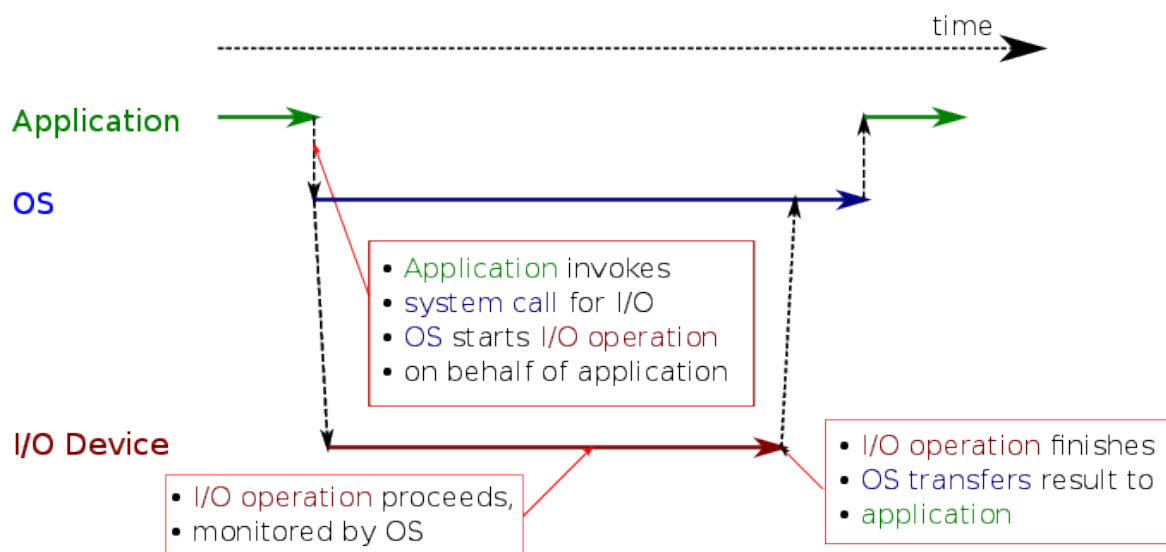 time
Application
OS
• Application invokes
• system call for I/O
• OS starts I/O operation
• on behalf of application
I/O Device
• I/O operation proceeds,
• monitored by OS
• I/O operation finishes
• OS transfers result to
• application